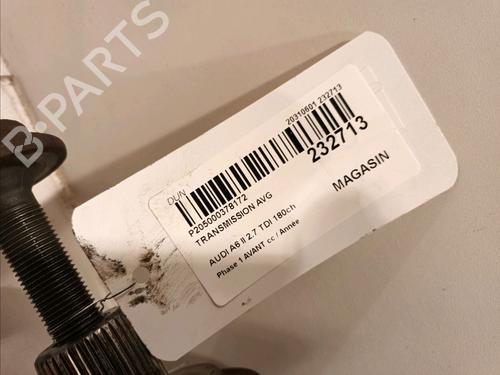 B PARTS
DUN
20310601 232713
232713
P205000378172
TRANSMISSION AVG
MAGASIN
AUDI A6 II 2.7 TDI 180ch
Phase 1 AVANT cc / Année